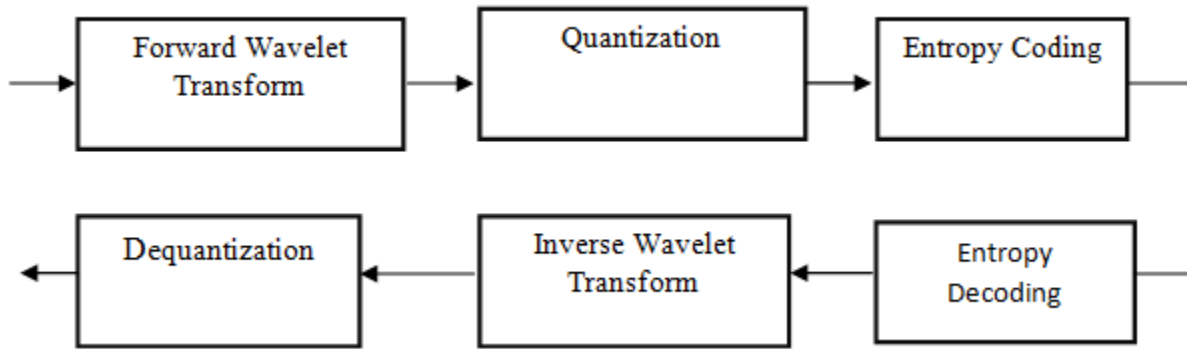 Forward Wavelet
Transform
Quantization
Entropy Coding
Dequantization
Inverse Wavelet
Transform
Entropy
Decoding